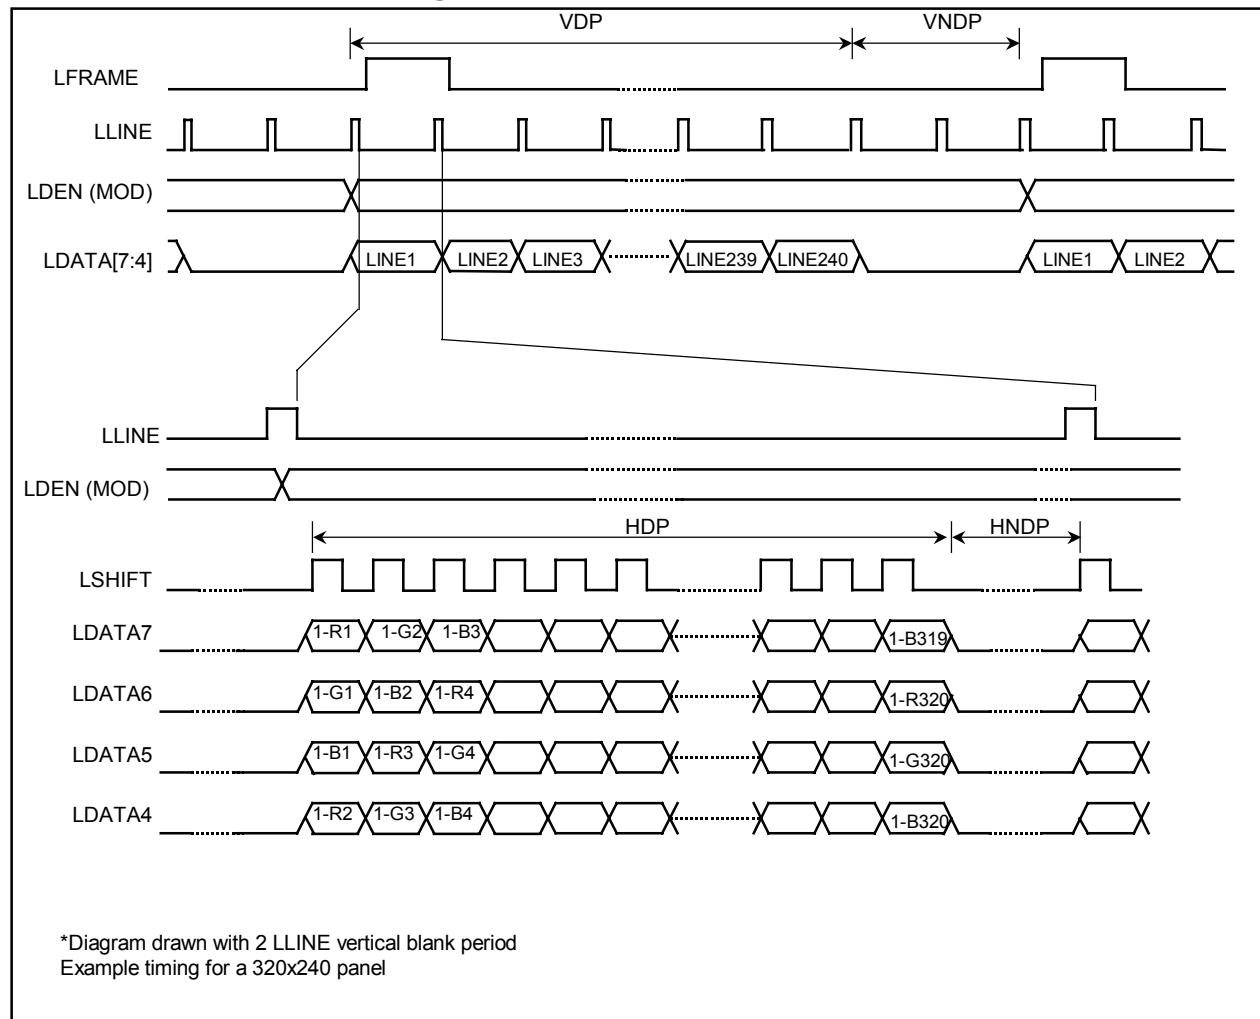 VDP VNDP
LFRAME
LLINE
LDEN (MOD)
LDATA[7:4] LINE1 LINE2 LINE3 LINE239 LINE240 LINE1 LINE2
LLINE
LDEN (MOD)
HDP HNDP
LSHIFT
LDATA7 1-R1 1-G2 1-B3 1-B319
LDATA6 1-G1 1-B2 1-R4 1-R320
LDATA5 1-B1 1-R3 1-G4 1-G320
LDATA4 1-R2 1-G3 1-B4 1-B320
*Diagram drawn with 2 LLINE vertical blank period
Example timing for a 320x240 panel